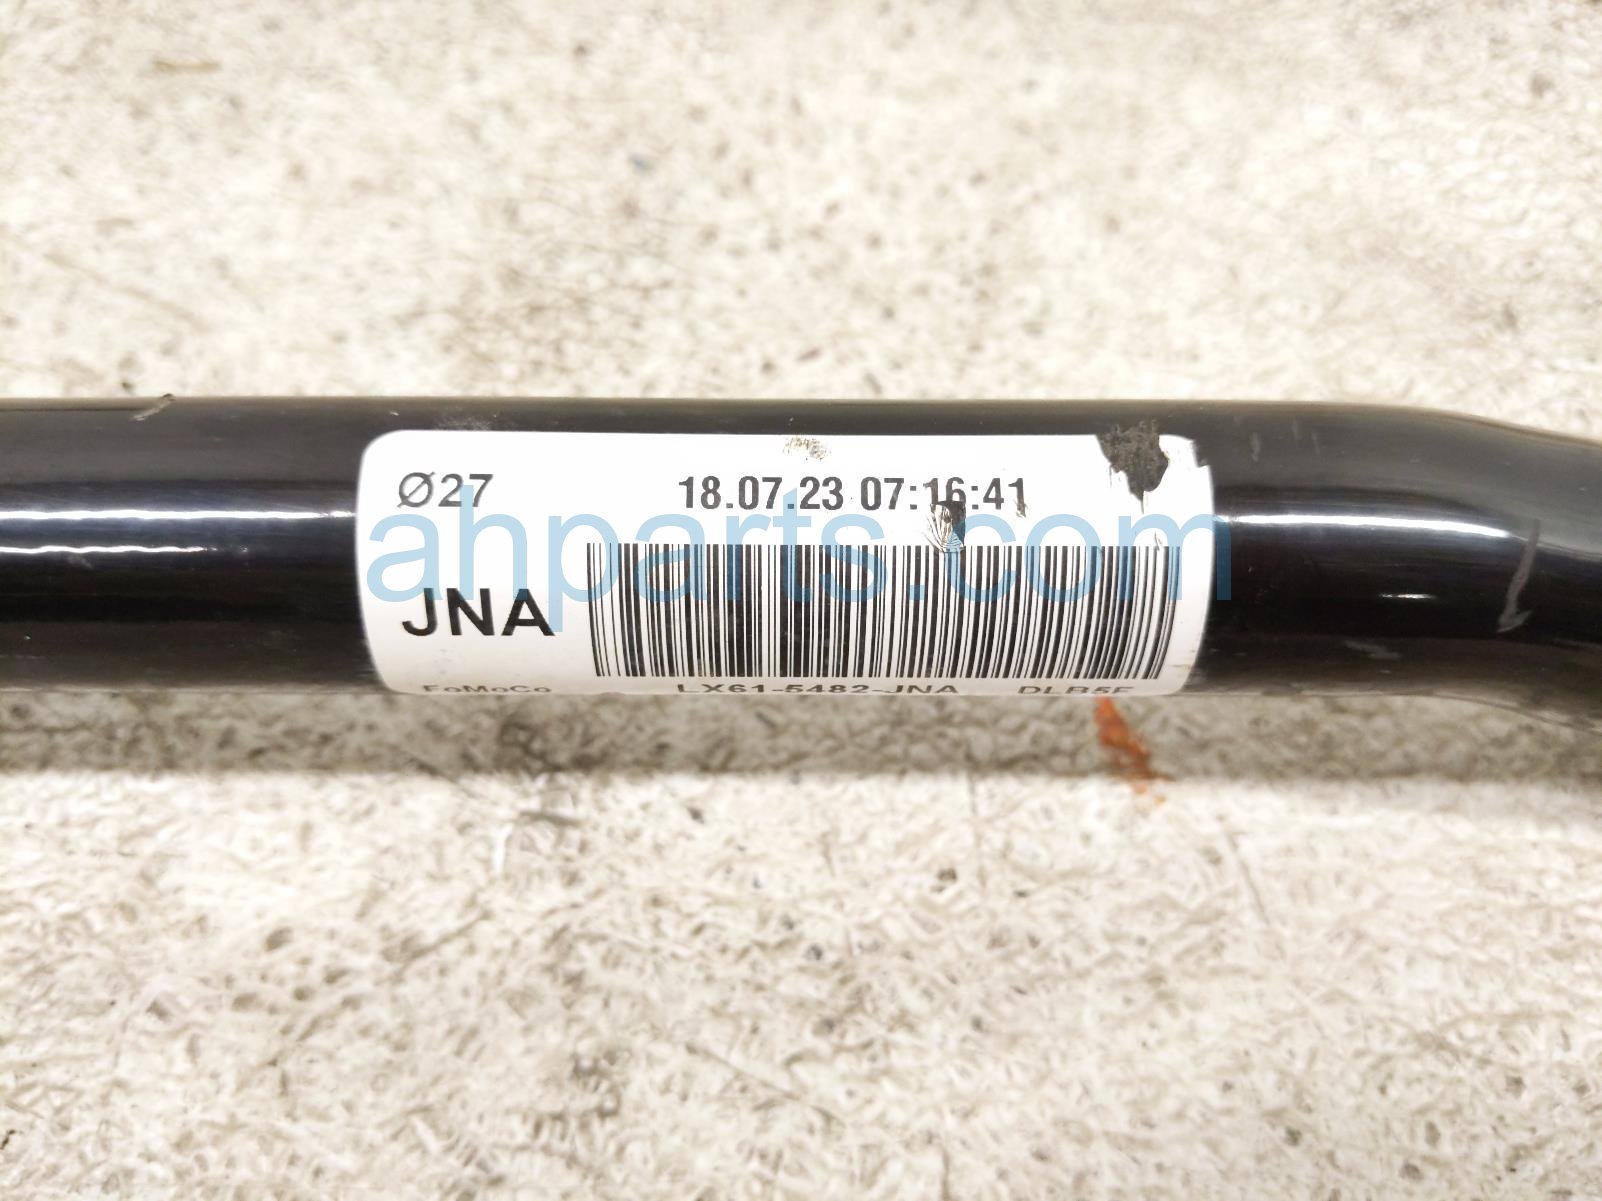 Ø27 18.07.23 07:16:41
JNA
FoMoCo LX61-5482-JNA DLB5F
ahparts.com